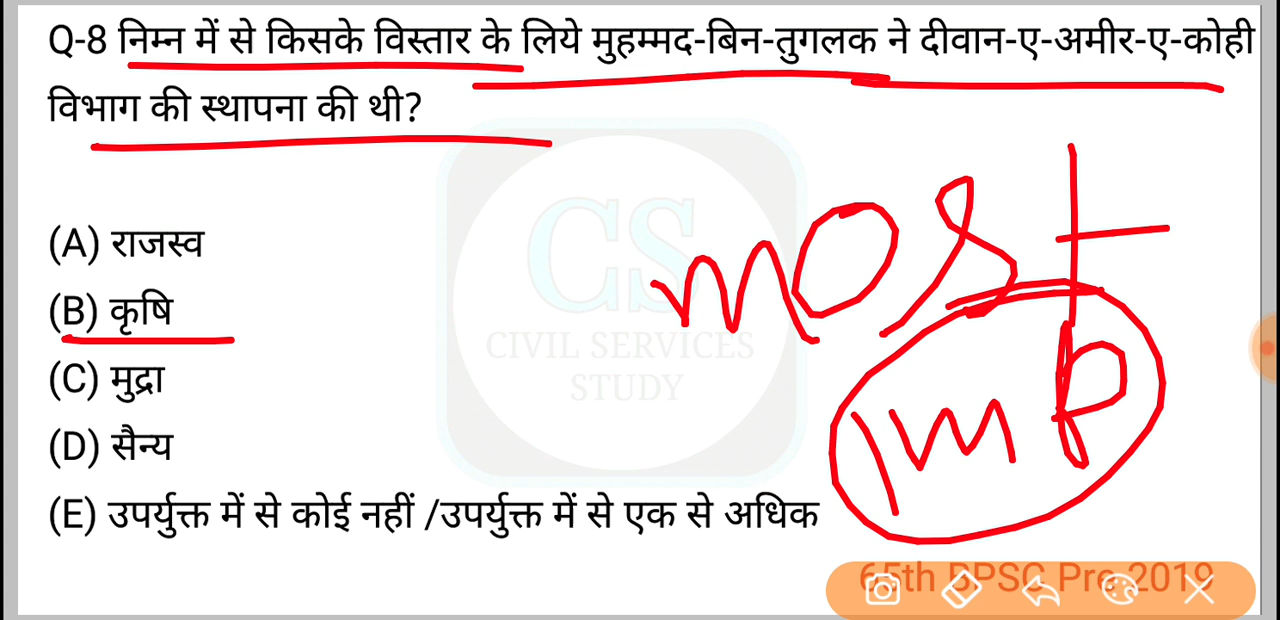 Q-8 निम्न में से किसके विस्तार के लिये मुहम्मद-बिन-तुगलक ने दीवान-ए-अमीर-ए-कोही
विभाग की स्थापना की थी?
(A) राजस्व
(B) कृषि
(C) मुद्रा
(D) सैन्य
(E) उपर्युक्त में से कोई नहीं /उपर्युक्त में से एक से अधिक
CS
CIVIL SERVICES
STUDY
most
Imp
65th BPSC Pre 2019